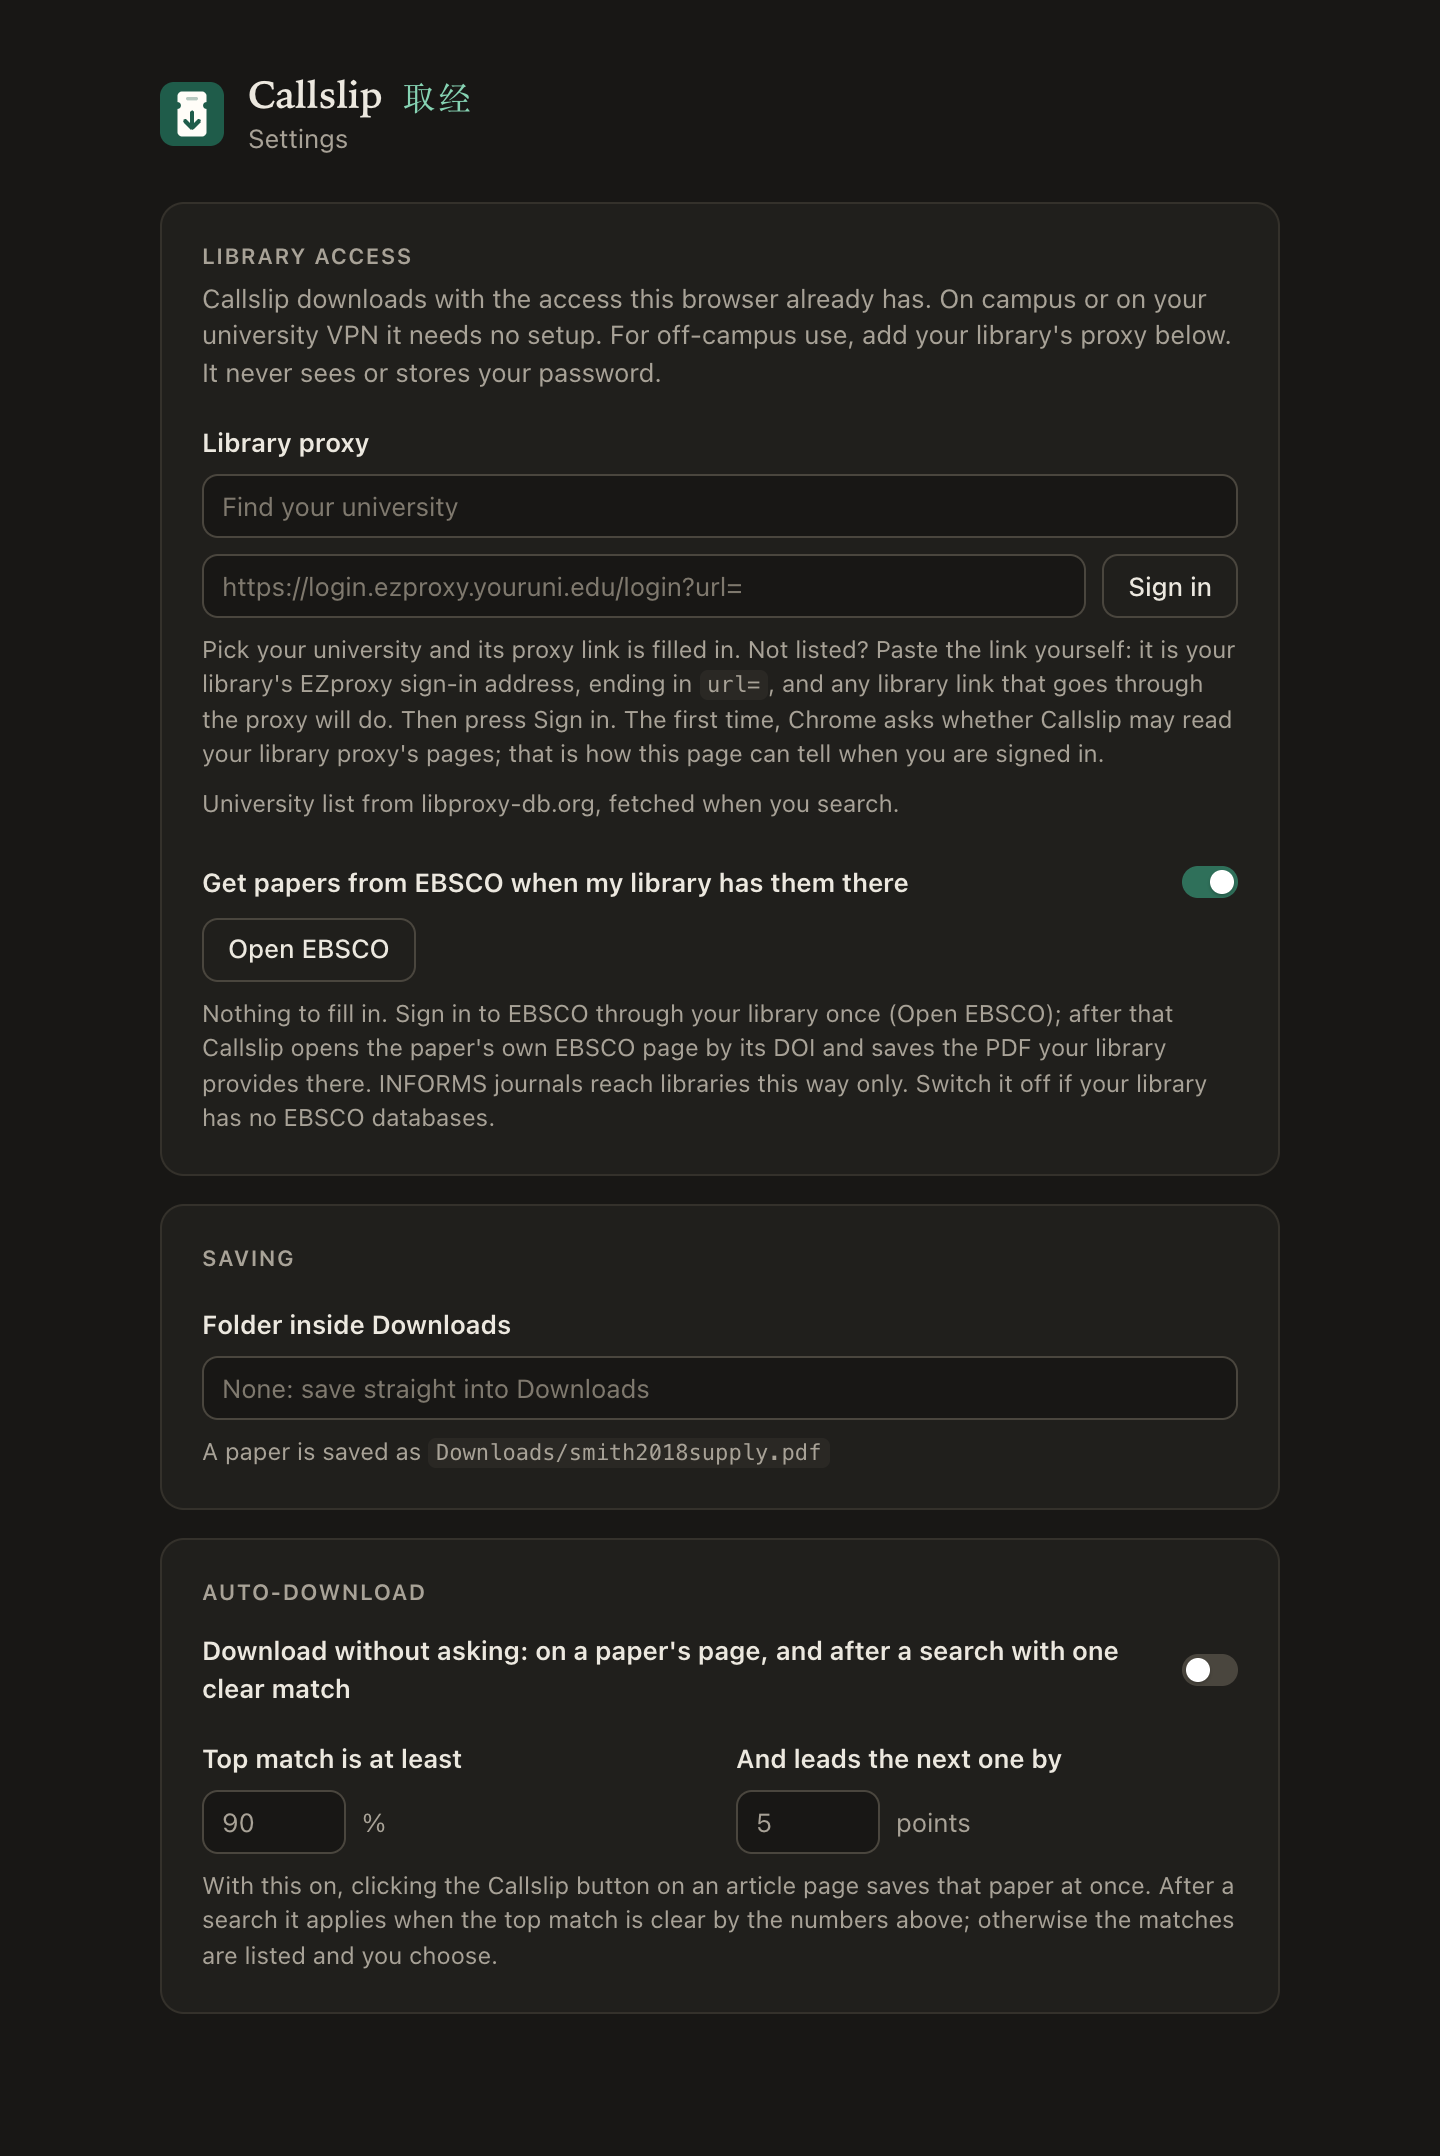 Callslip 取经
Settings
LIBRARY ACCESS
Callslip downloads with the access this browser already has. On campus or on your
university VPN it needs no setup. For off-campus use, add your library's proxy below.
It never sees or stores your password.
Library proxy
Find your university
https://login.ezproxy.youruni.edu/login?url=
Sign in
Pick your university and its proxy link is filled in. Not listed? Paste the link yourself: it is your
library's EZproxy sign-in address, ending in url=, and any library link that goes through
the proxy will do. Then press Sign in. The first time, Chrome asks whether Callslip may read
your library proxy's pages; that is how this page can tell when you are signed in.
University list from libproxy-db.org, fetched when you search.
Get papers from EBSCO when my library has them there
Open EBSCO
Nothing to fill in. Sign in to EBSCO through your library once (Open EBSCO); after that
Callslip opens the paper's own EBSCO page by its DOI and saves the PDF your library
provides there. INFORMS journals reach libraries this way only. Switch it off if your library
has no EBSCO databases.
SAVING
Folder inside Downloads
None: save straight into Downloads
A paper is saved as Downloads/smith2018supply.pdf
AUTO-DOWNLOAD
Download without asking: on a paper's page, and after a search with one
clear match
Top match is at least
90 %
And leads the next one by
5 points
With this on, clicking the Callslip button on an article page saves that paper at once. After a
search it applies when the top match is clear by the numbers above; otherwise the matches
are listed and you choose.